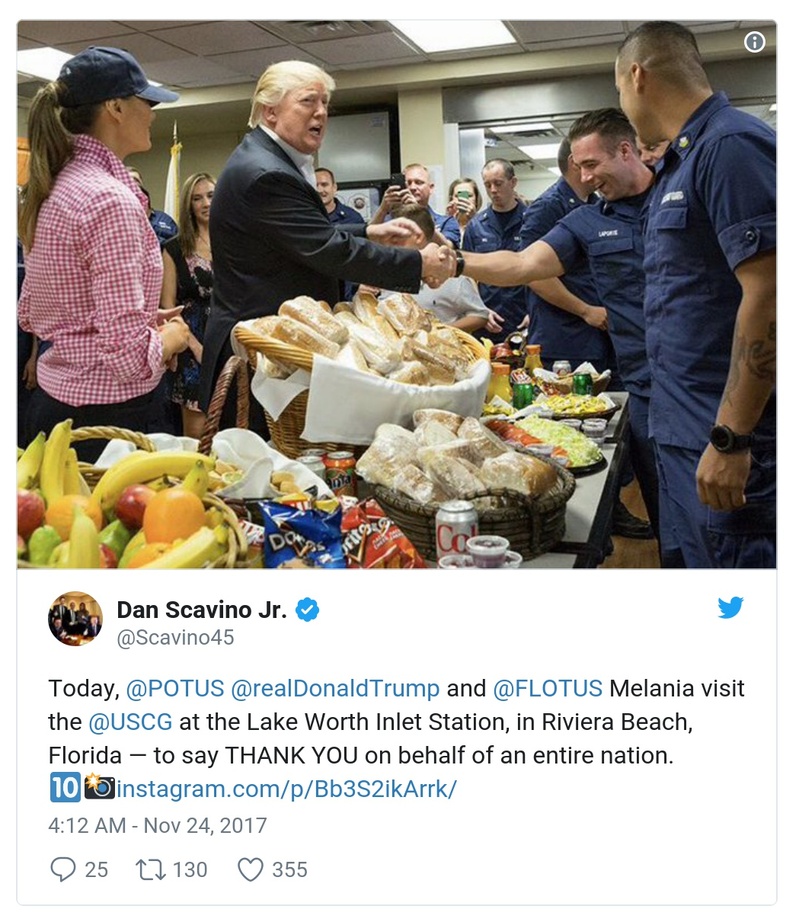 LAPORTE
Co
Dan Scavino Jr.
@Scavino45
Today, @POTUS @realDonaldTrump and @FLOTUS Melania visit
the @USCG at the Lake Worth Inlet Station, in Riviera Beach,
Florida — to say THANK YOU on behalf of an entire nation.
🔟📸instagram.com/p/Bb3S2ikArrk/
4:12 AM - Nov 24, 2017
25 130 355